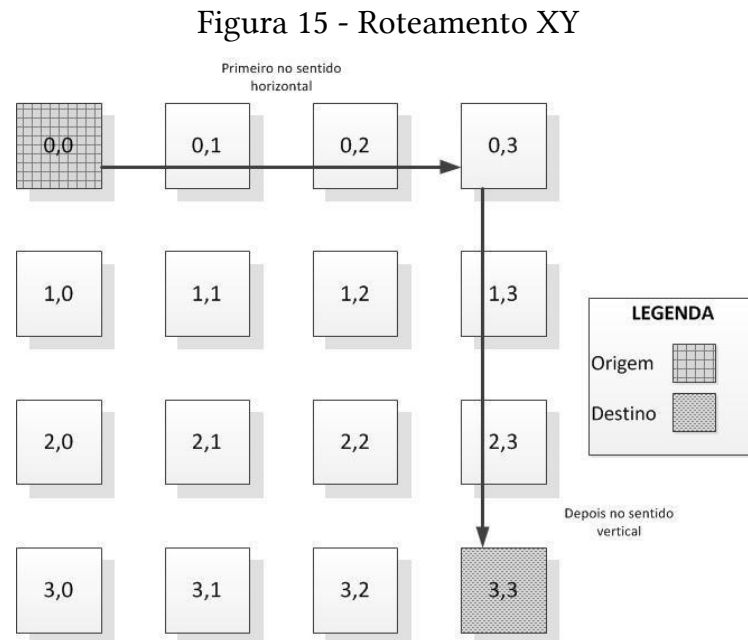 Figura 15 - Roteamento XY
Primeiro no sentido
horizontal
0,0
0,1
0,2
0,3
1,0
1,1
1,2
1,3
LEGENDA
Origem
Destino
2,0
2,1
2,2
2,3
Depois no sentido
vertical
3,0
3,1
3,2
3,3